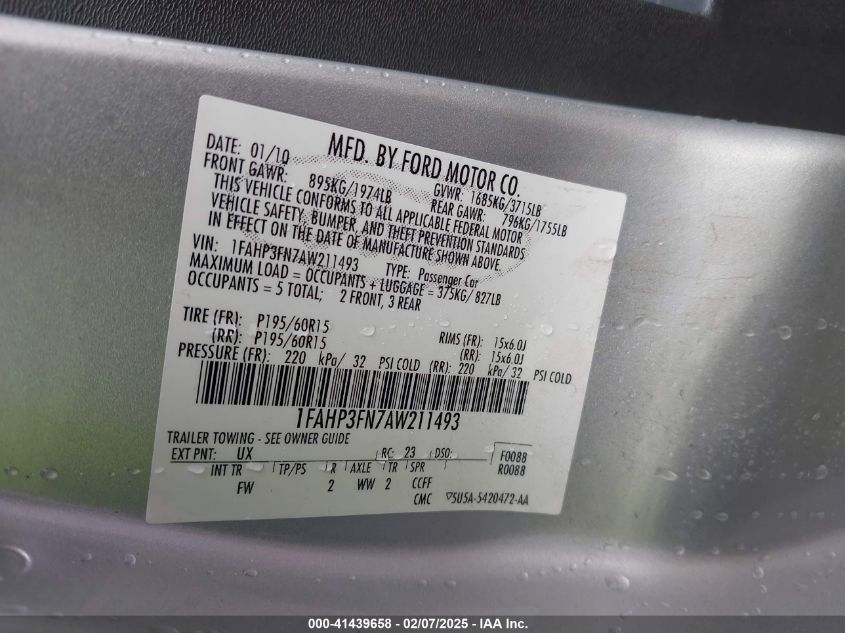 MFD. BY FORD MOTOR CO.
DATE: 01/10 GVWR: 1685KG/3715LB
FRONT GAWR: 895KG/1974LB REAR GAWR: 796KG/1755LB
THIS VEHICLE CONFORMS TO ALL APPLICABLE FEDERAL MOTOR
VEHICLE SAFETY, BUMPER, AND THEFT PREVENTION STANDARDS
IN EFFECT ON THE DATE OF MANUFACTURE SHOWN ABOVE.
VIN: 1FAHP3FN7AW211493 TYPE: Passenger Car
MAXIMUM LOAD = OCCUPANTS + LUGGAGE = 375KG/ 827LB
OCCUPANTS = 5 TOTAL; 2 FRONT, 3 REAR
TIRE (FR): P195/60R15 RIMS (FR): 15x6.0J
(RR): P195/60R15 (RR): 15x6.0J
PRESSURE (FR): 220 kPa/ 32 PSI COLD (RR): 220 kPa/ 32 PSI COLD
1FAHP3FN7AW211493
TRAILER TOWING - SEE OWNER GUIDE
EXT PNT: UX RC: 23 DSO: F0088
INT TR TP/PS R AXLE TR SPR R0088
FW 2 WW 2 CCFF
CMC ▽5U5A-5420472-AA
000-41439658 - 02/07/2025 - IAA Inc.